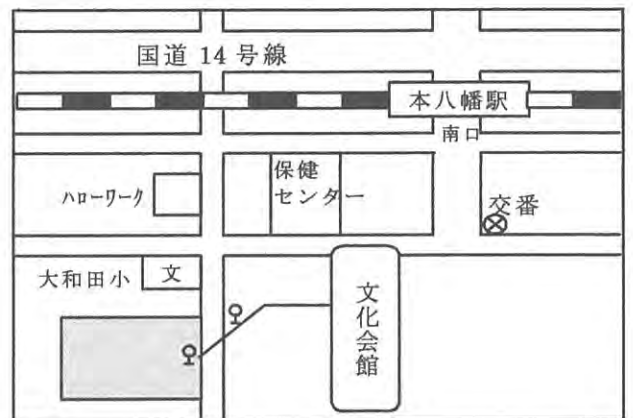 国道 14 号線
本八幡駅
南口
保健
センター
ハローワーク
交番
大和田小
文
文化会館